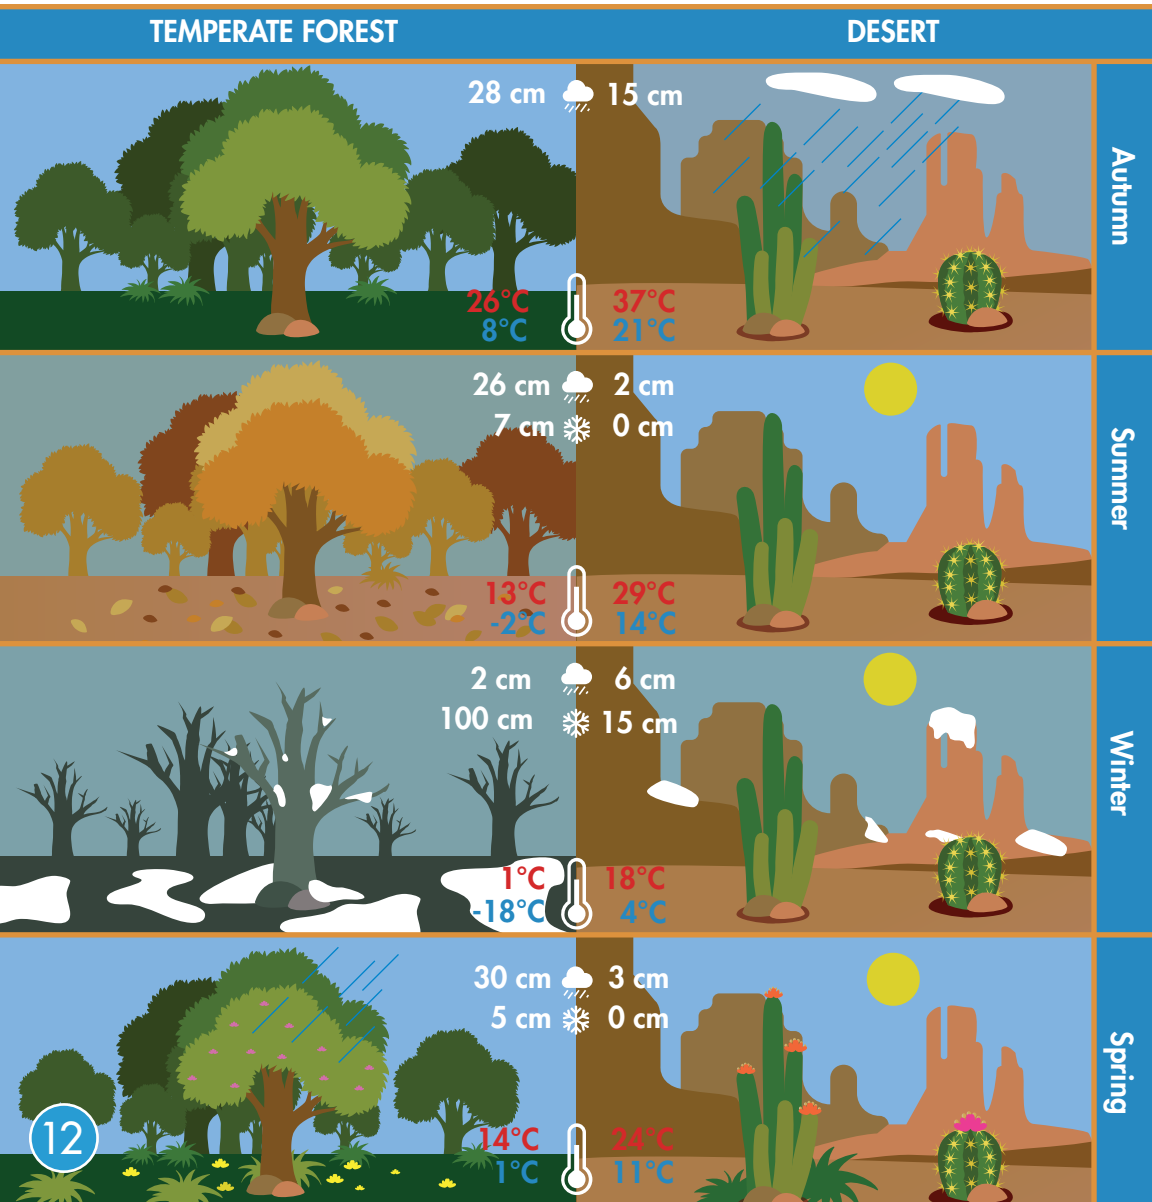 TEMPERATE FOREST DESERT
28 cm 15 cm
Autumn
26°C 37°C
8°C 21°C
26 cm 2 cm
7 cm 0 cm
Summer
13°C 29°C
-2°C 14°C
2 cm 6 cm
100 cm 15 cm
Winter
1°C 18°C
-18°C 4°C
30 cm 3 cm
5 cm 0 cm
Spring
14°C 24°C
1°C 11°C
12